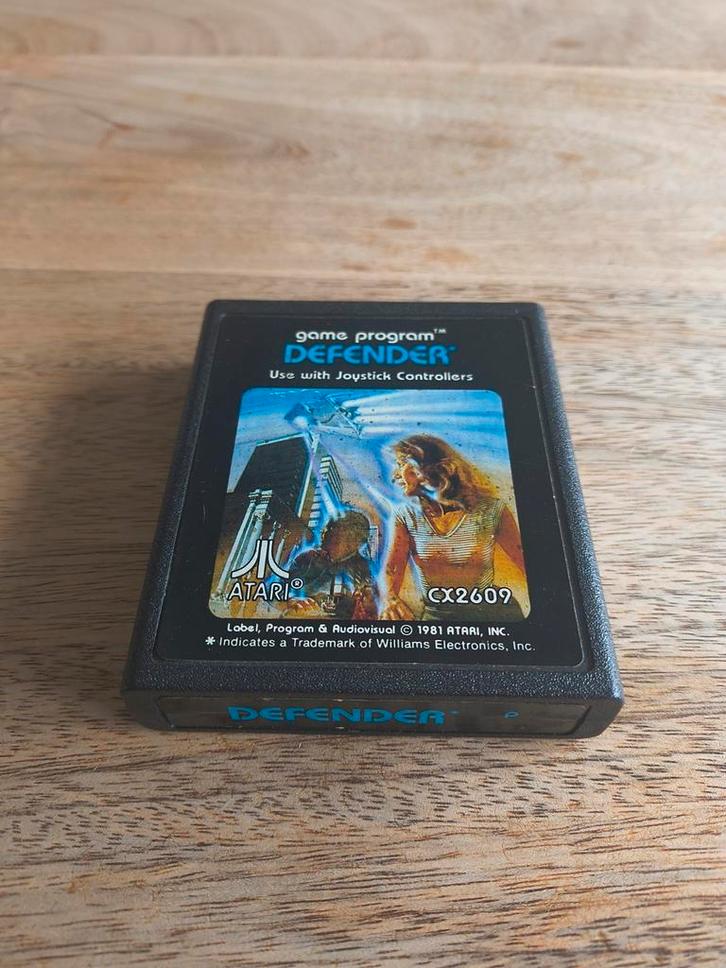 game program™
DEFENDER*
Use with Joystick Controllers
ATARI®
CX2609
Label, Program & Audiovisual © 1981 ATARI, INC.
* Indicates a Trademark of Williams Electronics, Inc.
DEFENDER* P